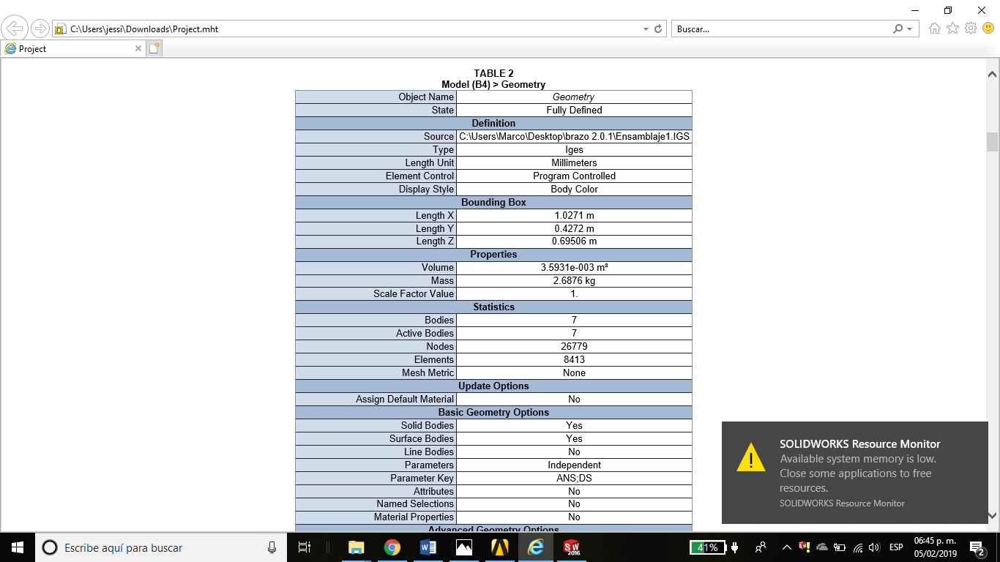 C:\Users\jessi\Downloads\Project.mht
Buscar...
Project
TABLE 2
Model (B4) > Geometry
Object Name Geometry
State Fully Defined
Definition
Source C:\Users\Marco\Desktop\brazo 2.0.1\Ensamblaje1.IGS
Type Iges
Length Unit Millimeters
Element Control Program Controlled
Display Style Body Color
Bounding Box
Length X 1.0271 m
Length Y 0.4272 m
Length Z 0.69506 m
Properties
Volume 3.5931e-003 m³
Mass 2.6876 kg
Scale Factor Value 1.
Statistics
Bodies 7
Active Bodies 7
Nodes 26779
Elements 8413
Mesh Metric None
Update Options
Assign Default Material No
Basic Geometry Options
Solid Bodies Yes
Surface Bodies Yes
Line Bodies No
Parameters Independent
Parameter Key ANS;DS
Attributes No
Named Selections No
Material Properties No
Advanced Geometry Options
SOLIDWORKS Resource Monitor
Available system memory is low.
Close some applications to free
resources.
SOLIDWORKS Resource Monitor
Escribe aquí para buscar
SW
2016
41%
ESP
06:45 p. m.
05/02/2019
2